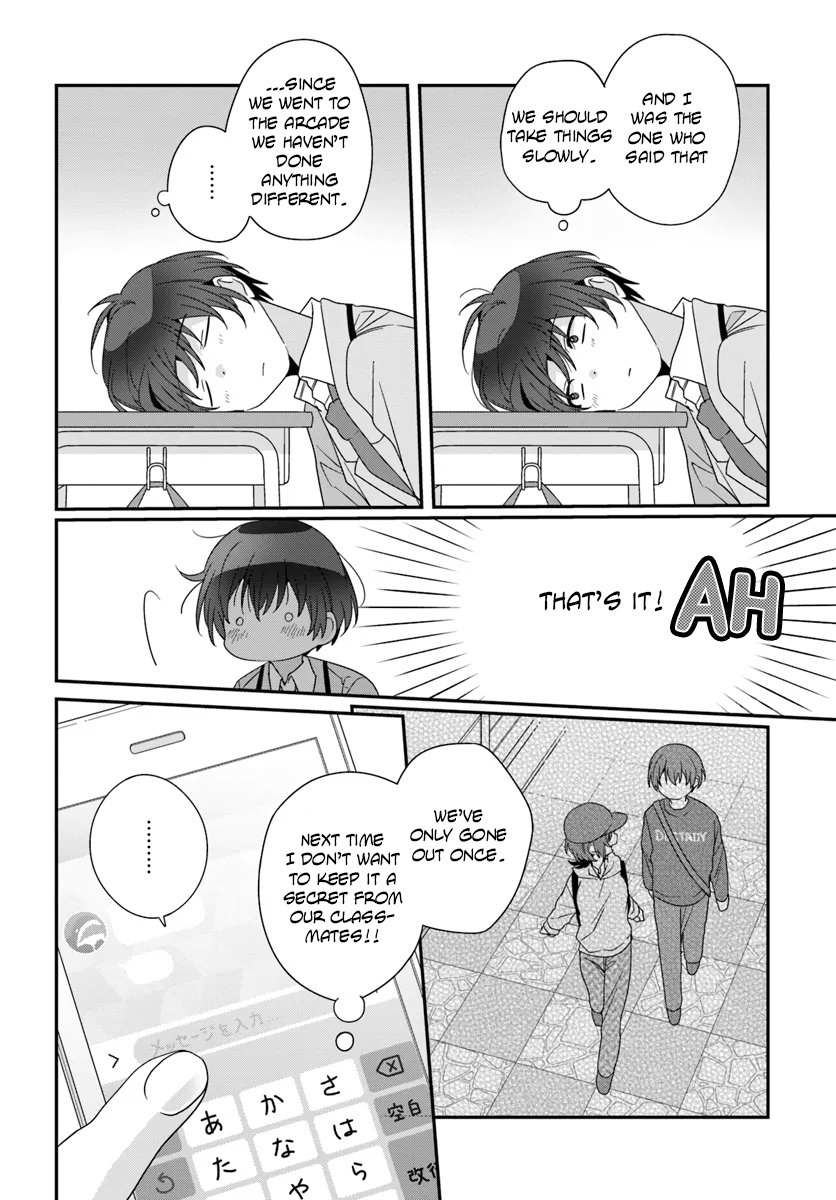 AND I
WAS THE
ONE WHO
SAID THAT
WE SHOULD
TAKE THINGS
SLOWLY.
...SINCE
WE WENT TO
THE ARCADE
WE HAVEN'T
DONE
ANYTHING
DIFFERENT.
......
AH
THAT'S IT!
WE'VE
ONLY GONE
OUT ONCE.
NEXT TIME
I DON'T WANT
TO KEEP IT A
SECRET FROM
OUR CLASS-
MATES!!
......
メッセージを入力...
>
あ か さ
た な は 空白
や ら 改行